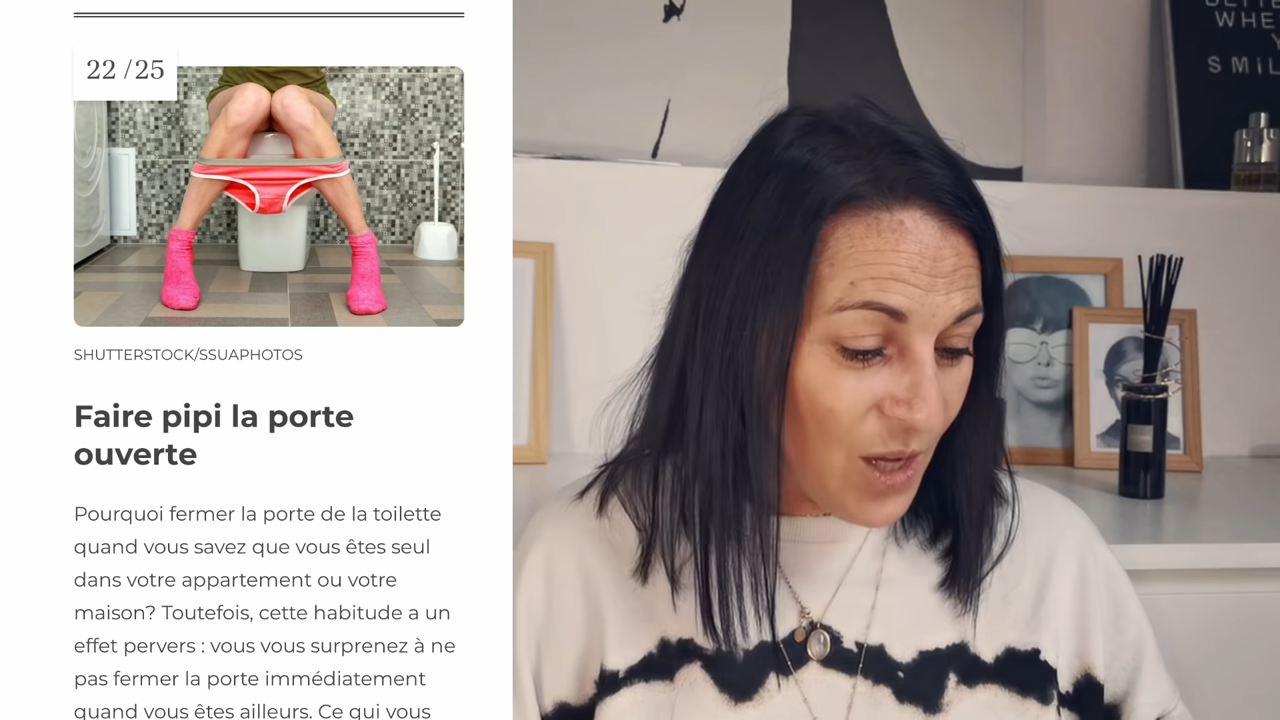 22 /25
SHUTTERSTOCK/SSUAPHOTOS
Faire pipi la porte
ouverte
Pourquoi fermer la porte de la toilette
quand vous savez que vous êtes seul
dans votre appartement ou votre
maison? Toutefois, cette habitude a un
effet pervers : vous vous surprenez à ne
pas fermer la porte immédiatement
quand vous êtes ailleurs. Ce qui vous
WHE
Y
SMIL